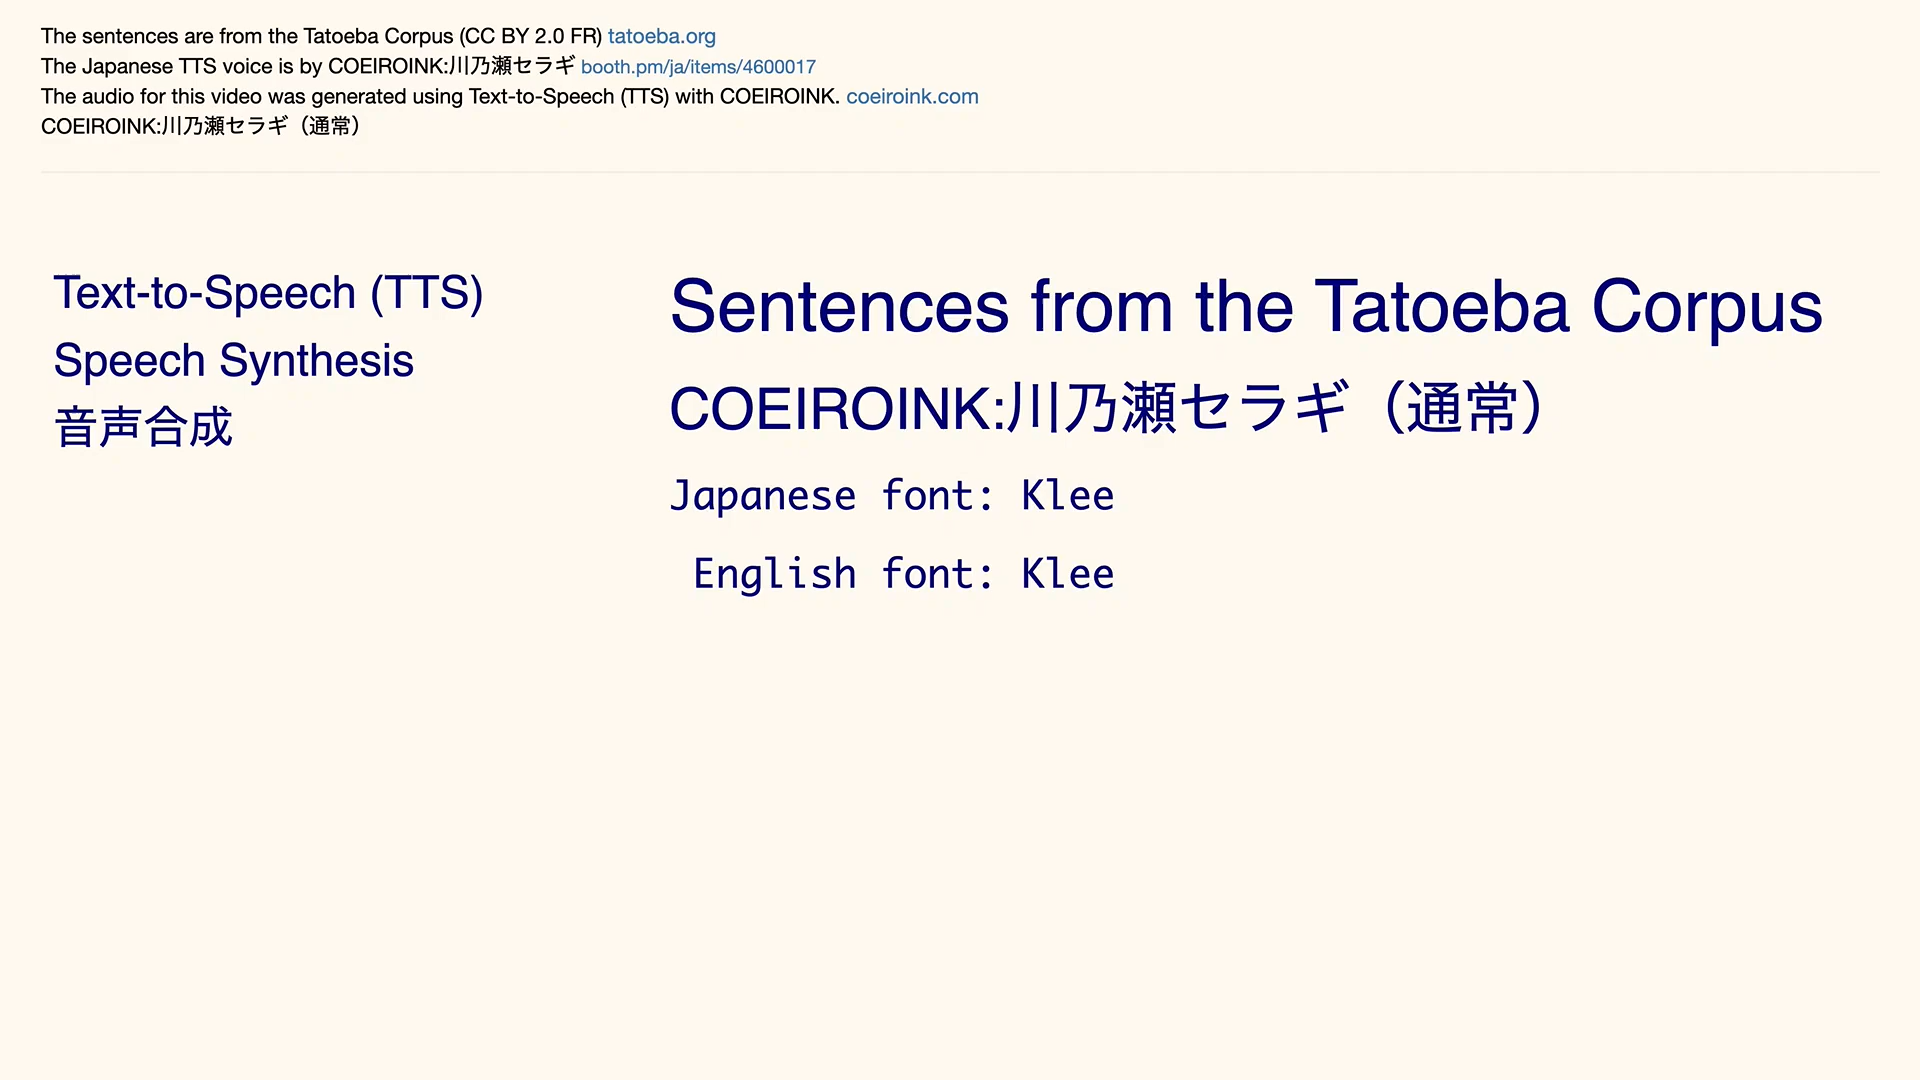 The sentences are from the Tatoeba Corpus (CC BY 2.0 FR) tatoeba.org
The Japanese TTS voice is by COEIROINK:川乃瀬セラギ booth.pm/ja/items/4600017
The audio for this video was generated using Text-to-Speech (TTS) with COEIROINK. coeiroink.com
COEIROINK:川乃瀬セラギ（通常）
Text-to-Speech (TTS)
Speech Synthesis
音声合成
Sentences from the Tatoeba Corpus
COEIROINK:川乃瀬セラギ（通常）
Japanese font: Klee
English font: Klee